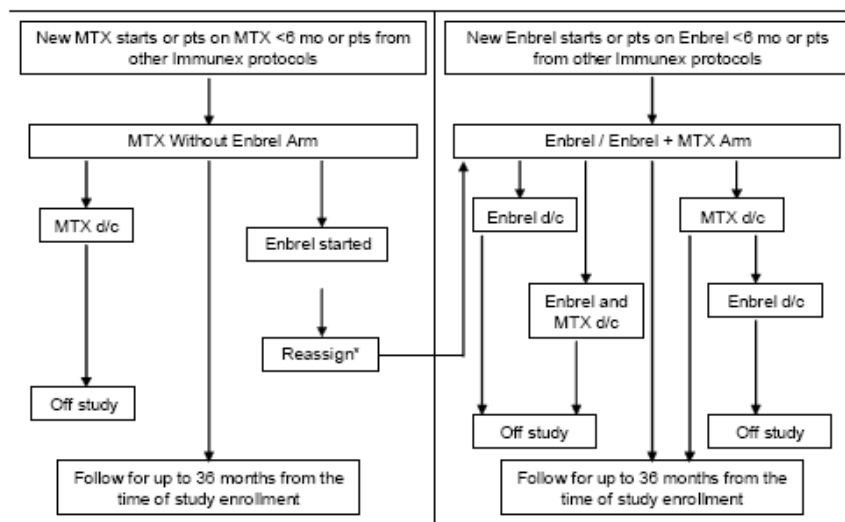 New MTX starts or pts on MTX <6 mo or pts from
other Immunex protocols
MTX Without Enbrel Arm
MTX d/c
Enbrel started
Reassign*
Off study
Follow for up to 36 months from the
time of study enrollment
New Enbrel starts or pts on Enbrel <6 mo or pts
from other Immunex protocols
Enbrel / Enbrel + MTX Arm
Enbrel d/c
MTX d/c
Enbrel and
MTX d/c
Enbrel d/c
Off study
Off study
Follow for up to 36 months from the
time of study enrollment